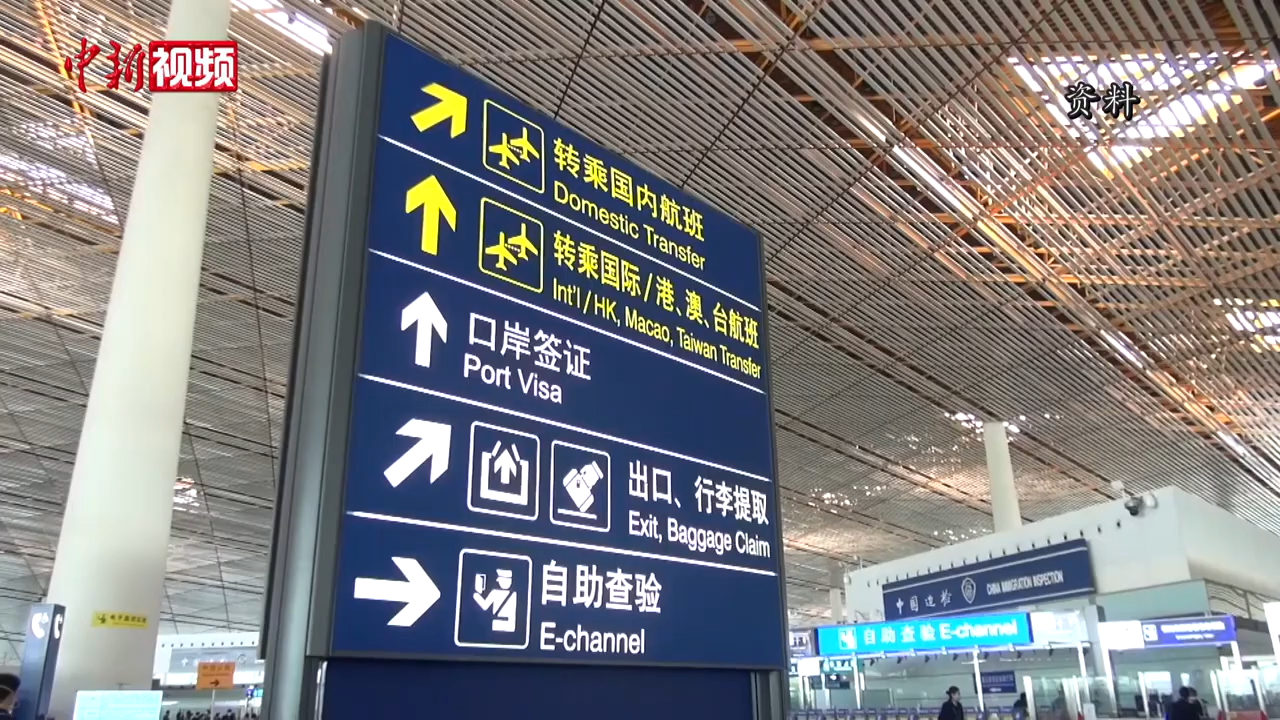 中新视频
资料
转乘国内航班
Domestic Transfer
转乘国际/港、澳、台航班
Int'l / HK, Macao, Taiwan Transfer
口岸签证
Port Visa
出口、行李提取
Exit, Baggage Claim
自助查验
E-channel
中国边检 CHINA IMMIGRATION INSPECTION
自助查验 E-channel